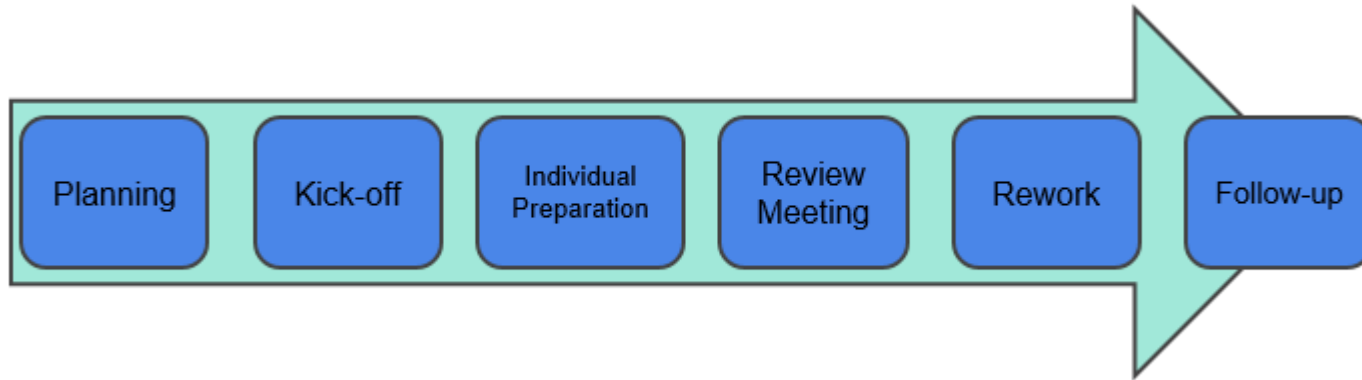 Planning
Kick-off
Individual
Preparation
Review
Meeting
Rework
Follow-up